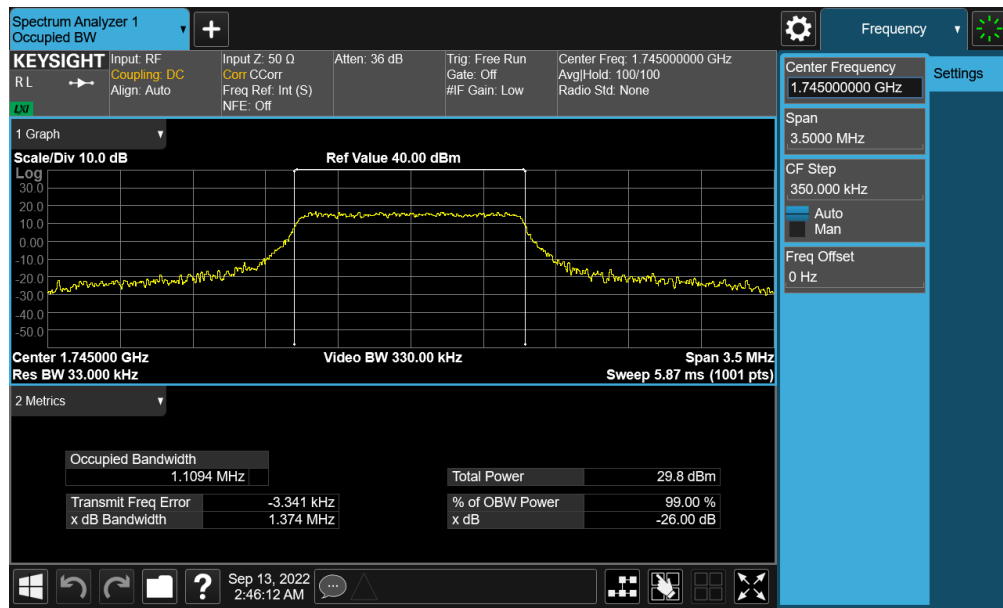 Spectrum Analyzer 1
Occupied BW
Frequency
KEYSIGHT
R L
LXI
Input: RF
Coupling: DC
Align: Auto
Input Z: 50 Ω
Corr CCorr
Freq Ref: Int (S)
NFE: Off
Atten: 36 dB
Trig: Free Run
Gate: Off
#IF Gain: Low
Center Freq: 1.745000000 GHz
Avg|Hold: 100/100
Radio Std: None
Center Frequency
1.745000000 GHz
Settings
Span
3.5000 MHz
CF Step
350.000 kHz
Auto
Man
Freq Offset
0 Hz
1 Graph
Scale/Div 10.0 dB
Ref Value 40.00 dBm
Log
30.0
20.0
10.0
0.00
-10.0
-20.0
-30.0
-40.0
-50.0
Center 1.745000 GHz
Video BW 330.00 kHz
Span 3.5 MHz
Res BW 33.000 kHz
Sweep 5.87 ms (1001 pts)
2 Metrics
Occupied Bandwidth
1.1094 MHz
Total Power 29.8 dBm
Transmit Freq Error -3.341 kHz
% of OBW Power 99.00 %
x dB Bandwidth 1.374 MHz
x dB -26.00 dB
?
Sep 13, 2022
2:46:12 AM